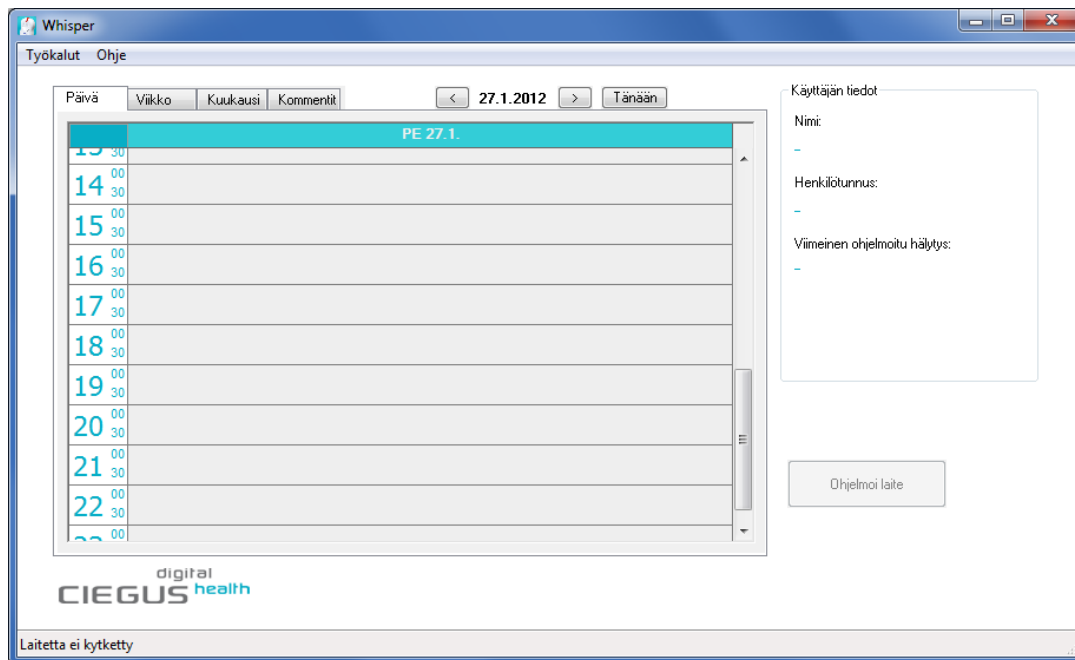 Whisper
Työkalut Ohje
Päivä Viikko Kuukausi Kommentit < 27.1.2012 > Tänään
PE 27.1.
13 30
14 00 30
15 00 30
16 00 30
17 00 30
18 00 30
19 00 30
20 00 30
21 00 30
22 00 30
23 00
Käyttäjän tiedot
Nimi:
-
Henkilötunnus:
-
Viimeinen ohjelmoitu hälytys:
-
Ohjelmoi laite
digital
CIEGUS health
Laitetta ei kytketty